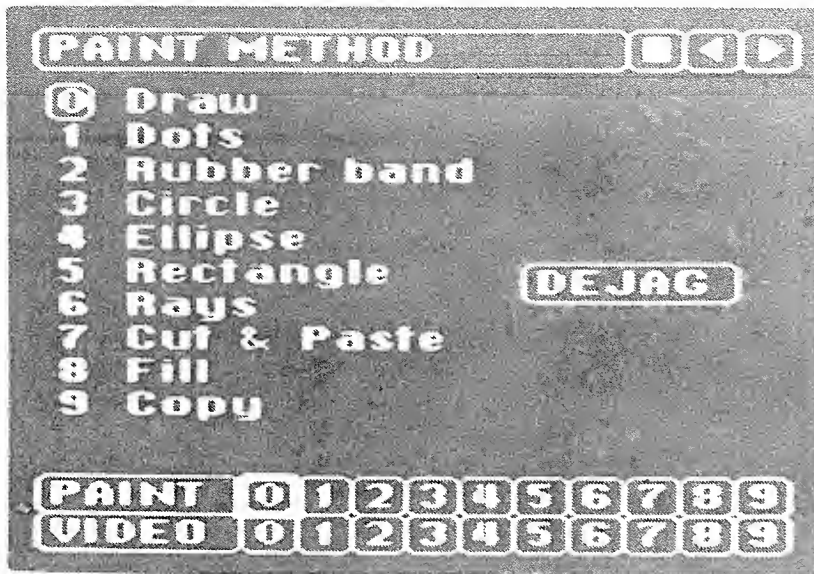 PAINT METHOD
0 Draw
1 Dots
2 Rubber band
3 Circle
4 Ellipse
5 Rectangle
6 Rays
7 Cut & Paste
8 Fill
9 Copy
DEJAG
PAINT 0 1 2 3 4 5 6 7 8 9
VIDEO 0 1 2 3 4 5 6 7 8 9